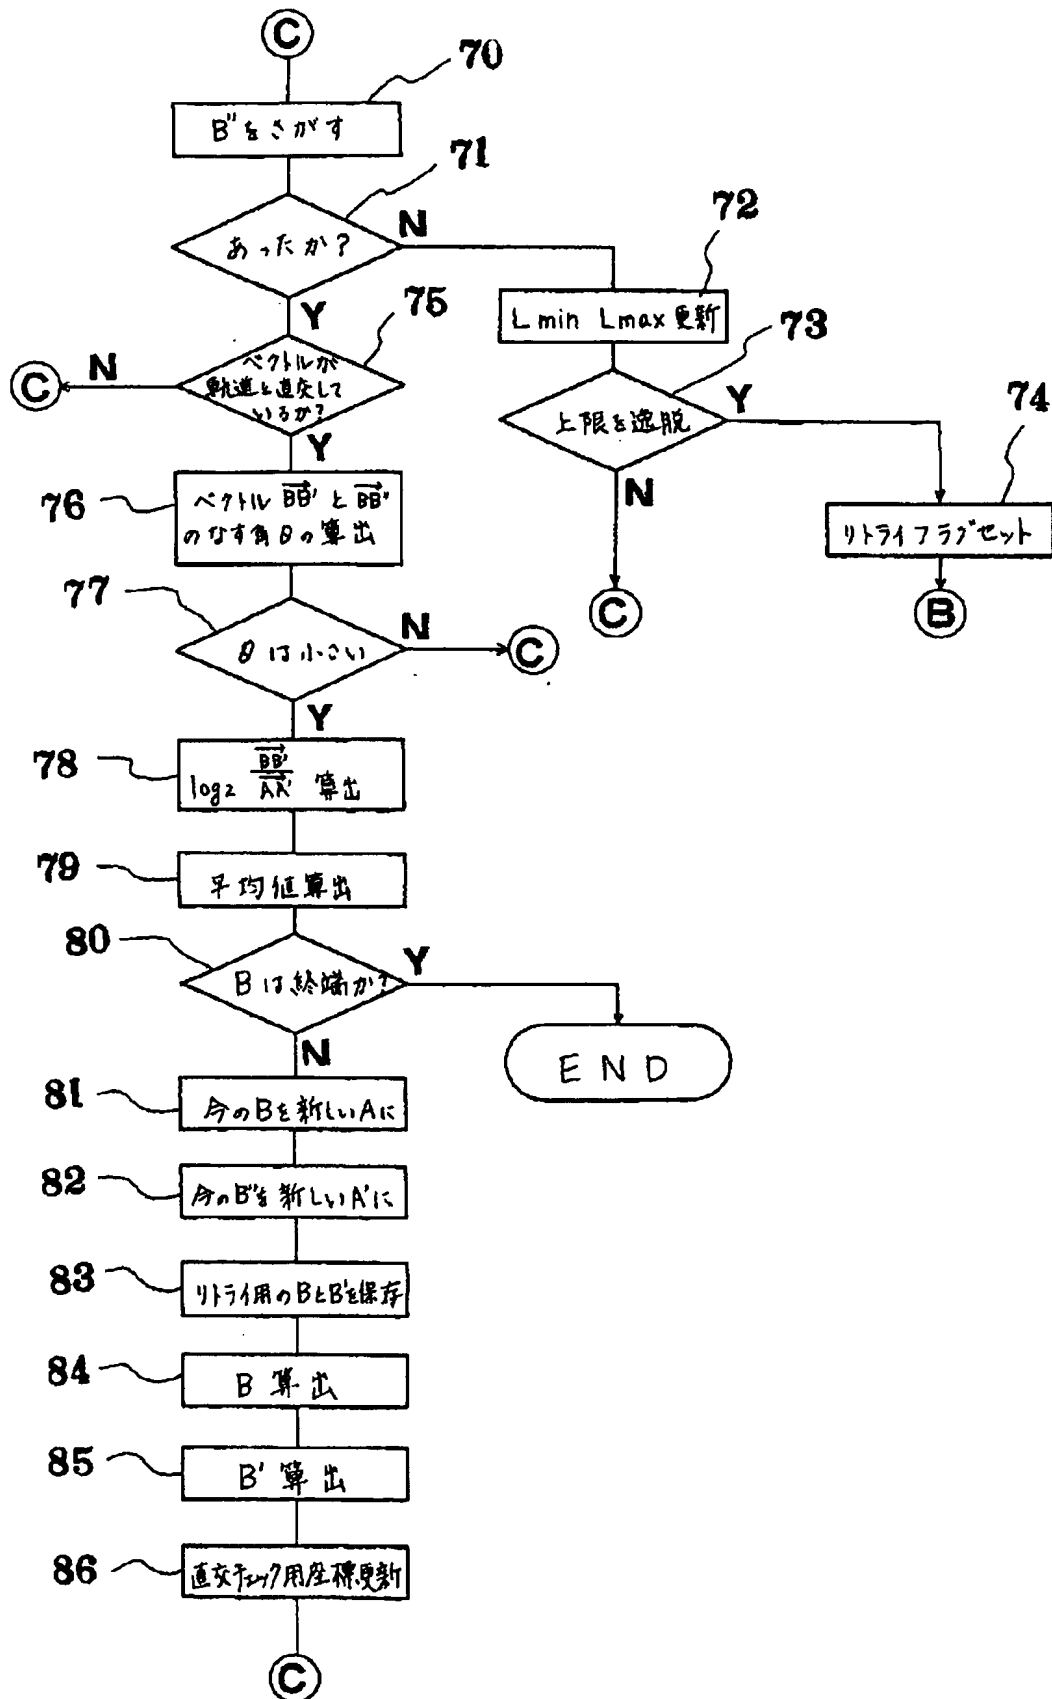 C
70
B"をさがす
71
あったか?
N
72
Y
75
Lmin Lmax 更新
73
ベクトルが
軌道と直交して
いるか?
N
C
上限を逸脱
Y
74
Y
N
76
ベクトル BB' と BB"
のなす角θの算出
リトライフラグセット
77
C
B
θは小さい
N
C
Y
78
log2 BB'/AA' 算出
79
平均値算出
80
Bは終端か?
Y
N
END
81
今のBを新しいAに
82
今のB"を新しいA'に
83
リトライ用のBとB'を保存
84
B 算出
85
B' 算出
86
直交チェック用座標更新
C